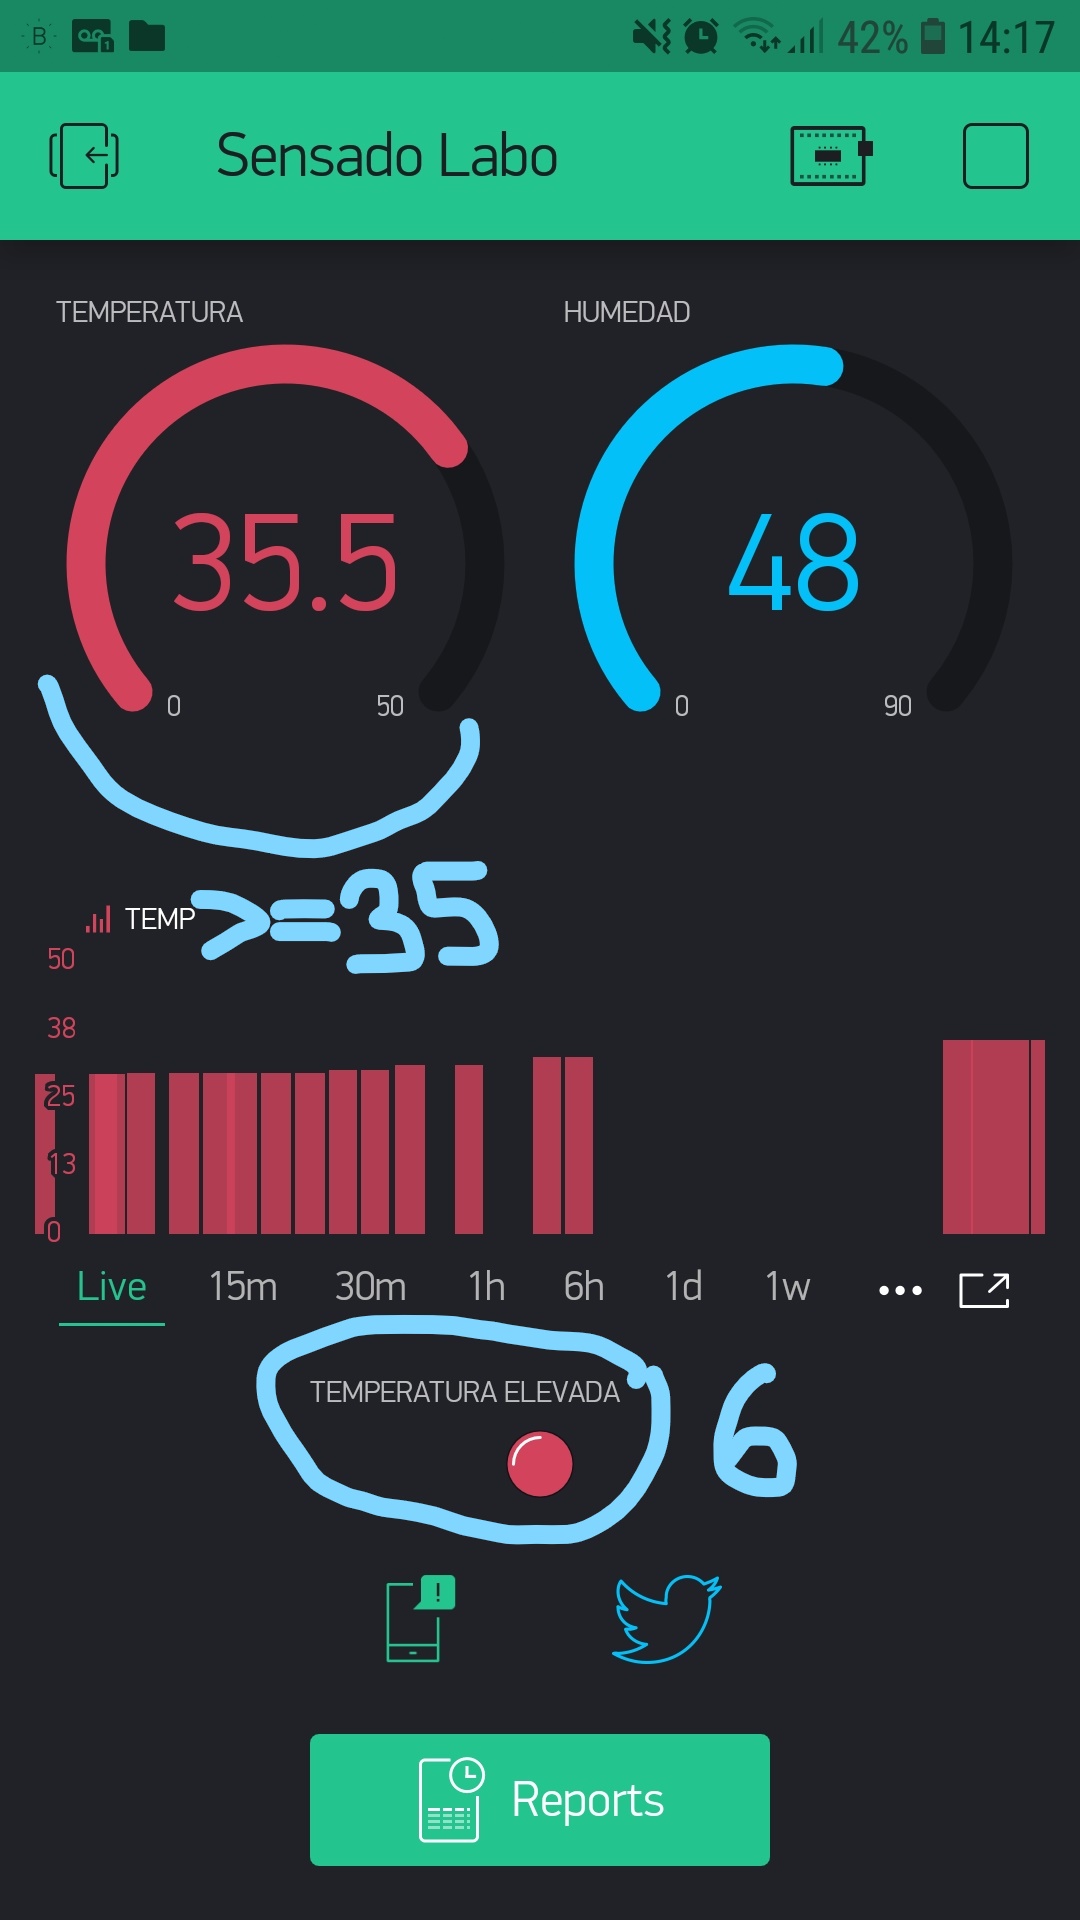 B 1 42% 14:17
Sensado Labo
TEMPERATURA HUMEDAD
35.5 48
0 50 0 90
TEMP >=35
50
38
25
13
0
Live 15m 30m 1h 6h 1d 1w
TEMPERATURA ELEVADA 6
!
Reports